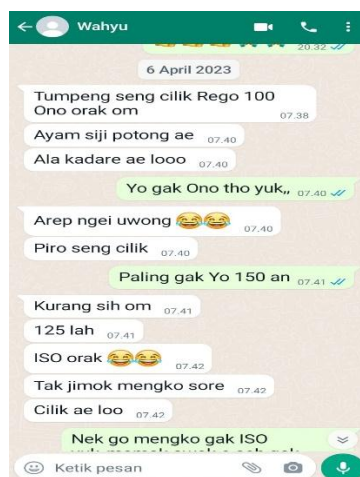 Wahyu
20.32
6 April 2023
Tumpeng seng cilik Rego 100
Ono orak om 07.38
Ayam siji potong ae 07.40
Ala kadare ae looo 07.40
Yo gak Ono tho yuk,, 07.40
Arep ngei uwong 😂😂 07.40
Piro seng cilik 07.40
Paling gak Yo 150 an 07.41
Kurang sih om 07.41
125 lah 07.41
ISO orak 😂😂 07.42
Tak jimok mengko sore 07.42
Cilik ae loo 07.42
Nek go mengko gak ISO
Ketik pesan